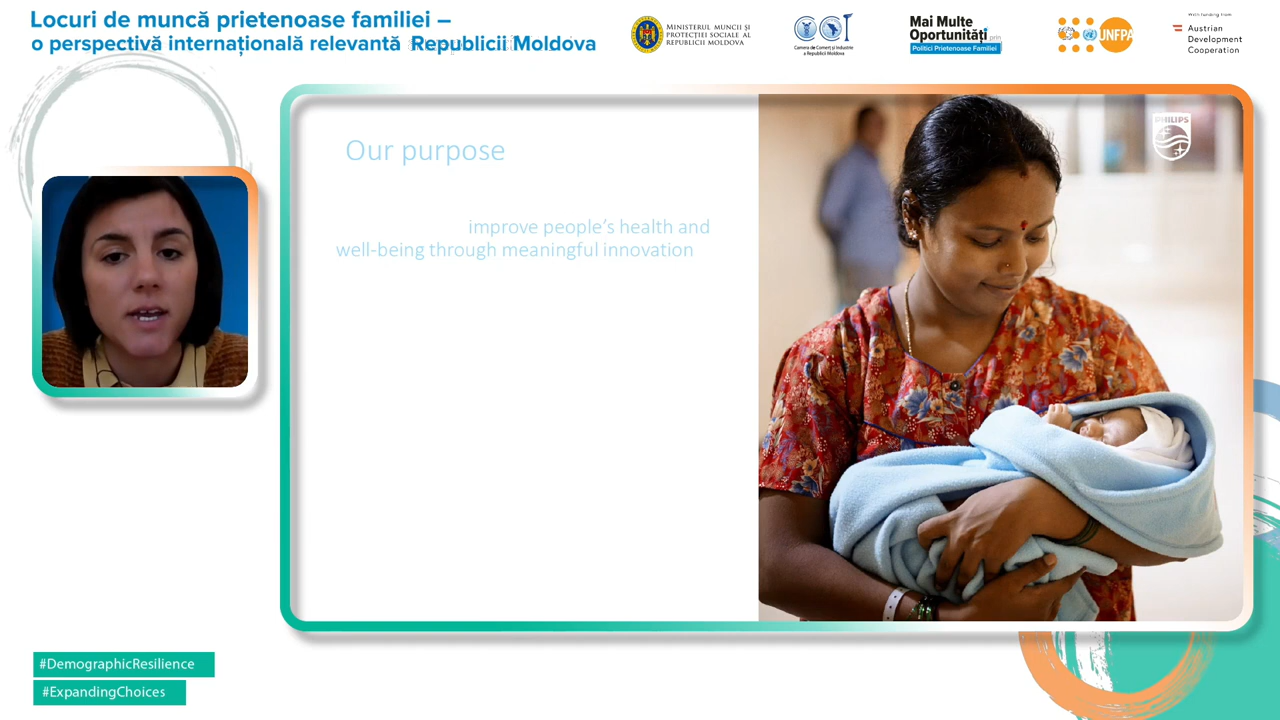 Locuri de muncă prietenoase familiei –
o perspectivă internațională relevantă Republicii Moldova
MINISTERUL MUNCII ȘI
PROTECȚIEI SOCIALE AL
REPUBLICII MOLDOVA
Camera de Comerț și Industrie
a Republicii Moldova
Mai Multe
Oportunități prin
Politici Prietenoase Familiei
UNFPA
With funding from
Austrian
Development
Cooperation
PHILIPS
Our purpose
improve people's health and
well-being through meaningful innovation
#DemographicResilience
#ExpandingChoices